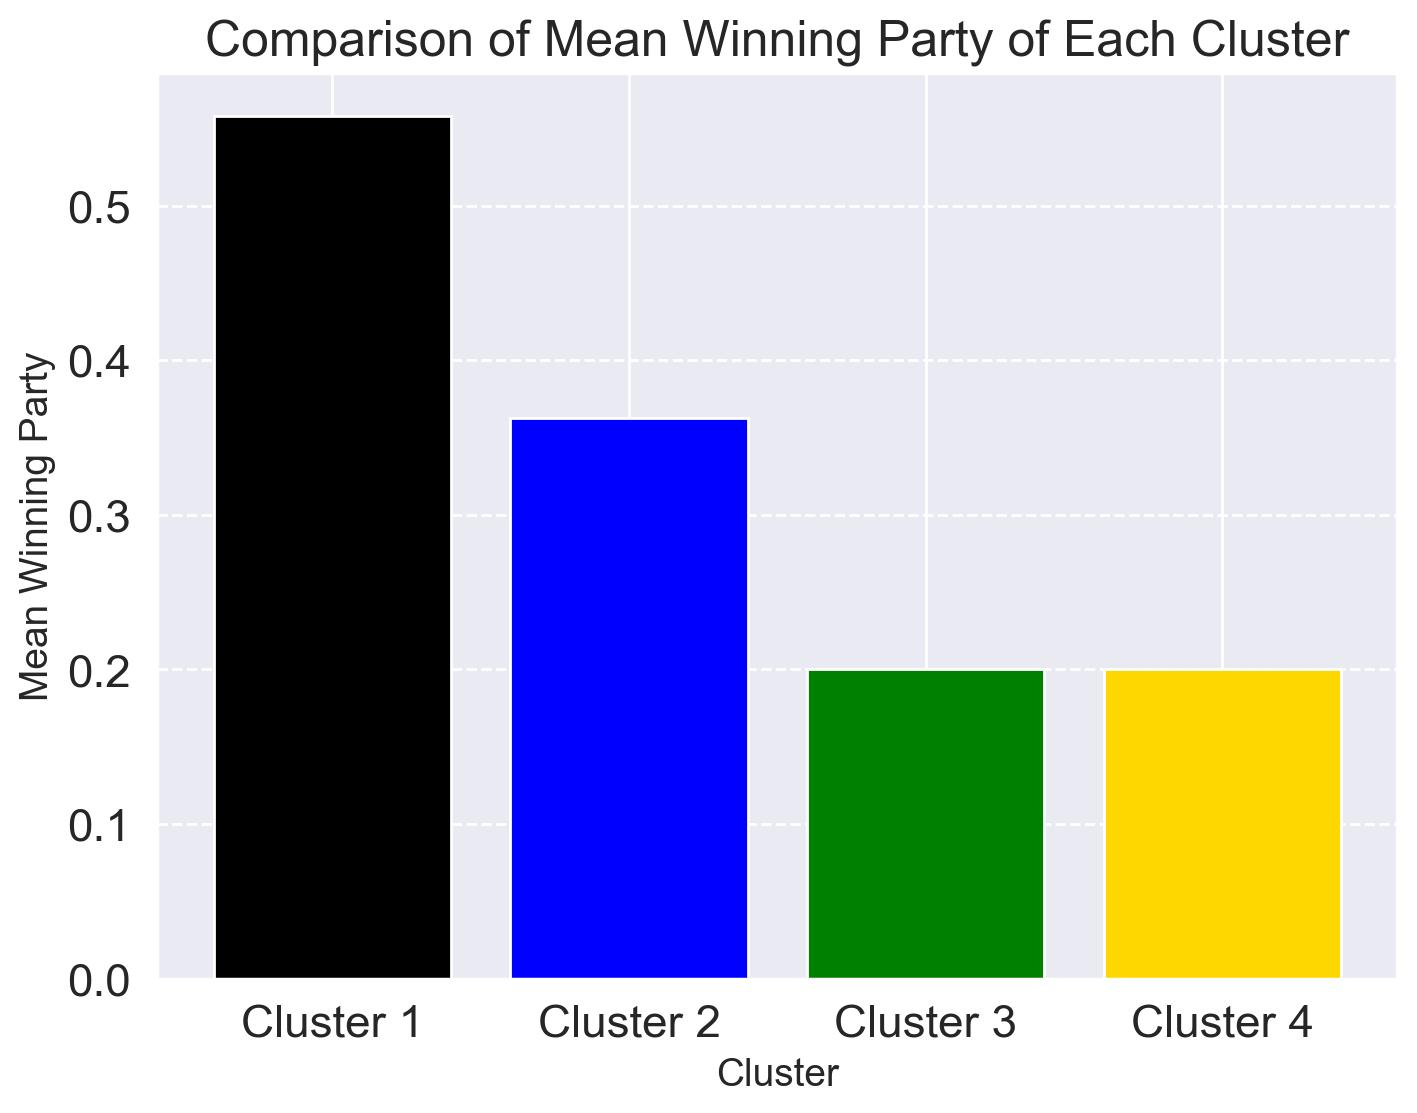 Comparison of Mean Winning Party of Each Cluster
Mean Winning Party
0.5
0.4
0.3
0.2
0.1
0.0
Cluster 1 Cluster 2 Cluster 3 Cluster 4
Cluster